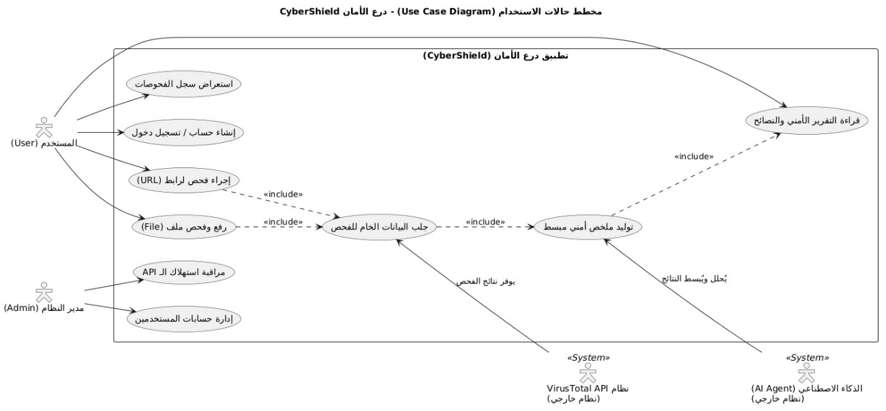 مخطط حالات الاستخدام (Use Case Diagram) - درع الأمان CyberShield
تطبيق درع الأمان (CyberShield)
استعراض سجل الفحوصات
إنشاء حساب / تسجيل دخول
إجراء فحص لرابط (URL)
رفع وفحص ملف (File)
مراقبة استهلاك الـ API
إدارة حسابات المستخدمين
جلب البيانات الخام للفحص
توليد ملخص أمني مبسط
قراءة التقرير الأمني والنصائح
المستخدم (User)
مدير النظام (Admin)
«include»
«include»
«include»
«include»
يوفر نتائج الفحص
يُحلل ويُبسط النتائج
«System»
نظام VirusTotal API
(نظام خارجي)
«System»
الذكاء الاصطناعي (AI Agent)
(نظام خارجي)